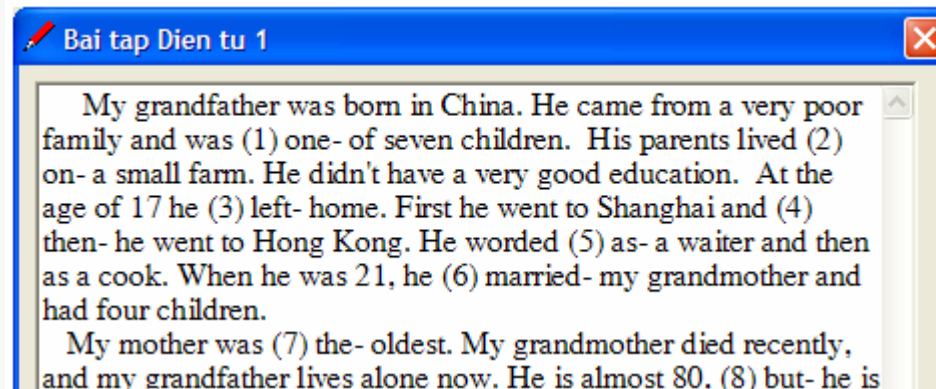 Bai tap Dien tu 1
My grandfather was born in China. He came from a very poor
family and was (1) one- of seven children.  His parents lived (2)
on- a small farm. He didn't have a very good education.  At the
age of 17 he (3) left- home. First he went to Shanghai and (4)
then- he went to Hong Kong. He worded (5) as- a waiter and then
as a cook. When he was 21, he (6) married- my grandmother and
had four children.
My mother was (7) the- oldest. My grandmother died recently,
and my grandfather lives alone now. He is almost 80, (8) but- he is